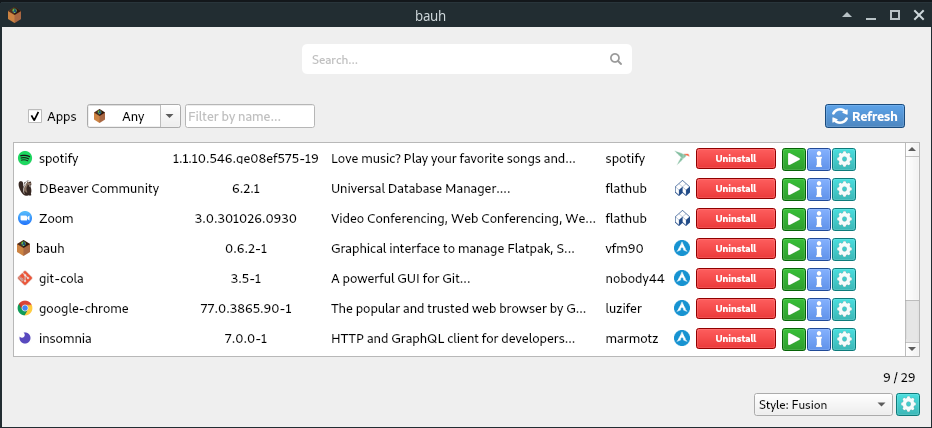 bauh
Search...
Apps Any Filter by name... Refresh
spotify 1.1.10.546.ge08ef575-19 Love music? Play your favorite songs and... spotify Uninstall
DBeaver Community 6.2.1 Universal Database Manager.... flathub Uninstall
Zoom 3.0.301026.0930 Video Conferencing, Web Conferencing, We... flathub Uninstall
bauh 0.6.2-1 Graphical interface to manage Flatpak, S... vfm90 Uninstall
git-cola 3.5-1 A powerful GUI for Git... nobody44 Uninstall
google-chrome 77.0.3865.90-1 The popular and trusted web browser by G... luzifer Uninstall
insomnia 7.0.0-1 HTTP and GraphQL client for developers... marmotz Uninstall
9 / 29
Style: Fusion